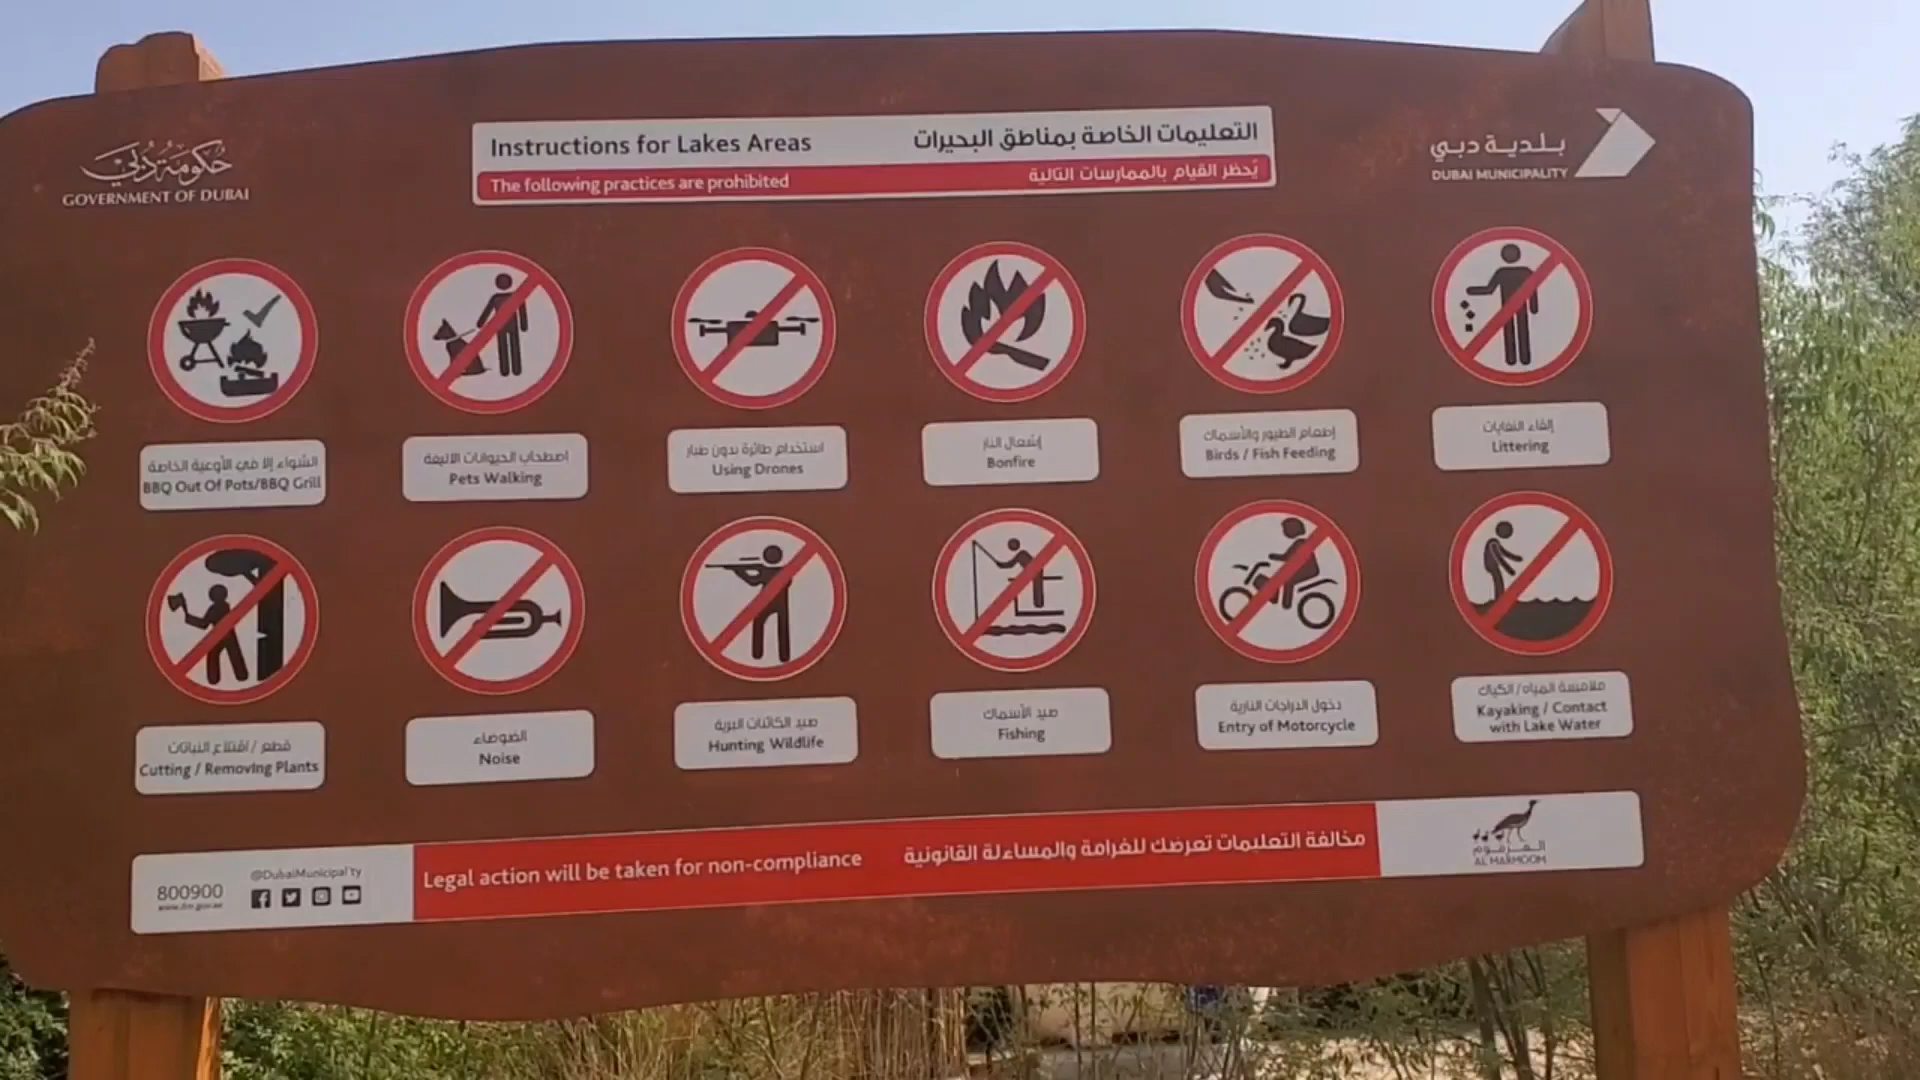 حكومة دبي
GOVERNMENT OF DUBAI
Instructions for Lakes Areas
التعليمات الخاصة بمناطق البحيرات
The following practices are prohibited
يُحظر القيام بالممارسات التالية
بلدية دبي
DUBAI MUNICIPALITY
الشواء إلا في الأوعية الخاصة
BBQ Out Of Pots/BBQ Grill
اصطحاب الحيوانات الاليفة
Pets Walking
استخدام طائرة بدون طيار
Using Drones
إشعال النار
Bonfire
إطعام الطيور والأسماك
Birds / Fish Feeding
إلقاء النفايات
Littering
قطع / اقتلاع النباتات
Cutting / Removing Plants
الضوضاء
Noise
صيد الكائنات البرية
Hunting Wildlife
صيد الأسماك
Fishing
دخول الدراجات النارية
Entry of Motorcycle
ملامسة المياه/ الكياك
Kayaking / Contact
with Lake Water
800900
www.dm.gov.ae
@DubaiMunicipality
Legal action will be taken for non-compliance
مخالفة التعليمات تعرضك للغرامة والمساءلة القانونية
المرموم
AL MARMOOM